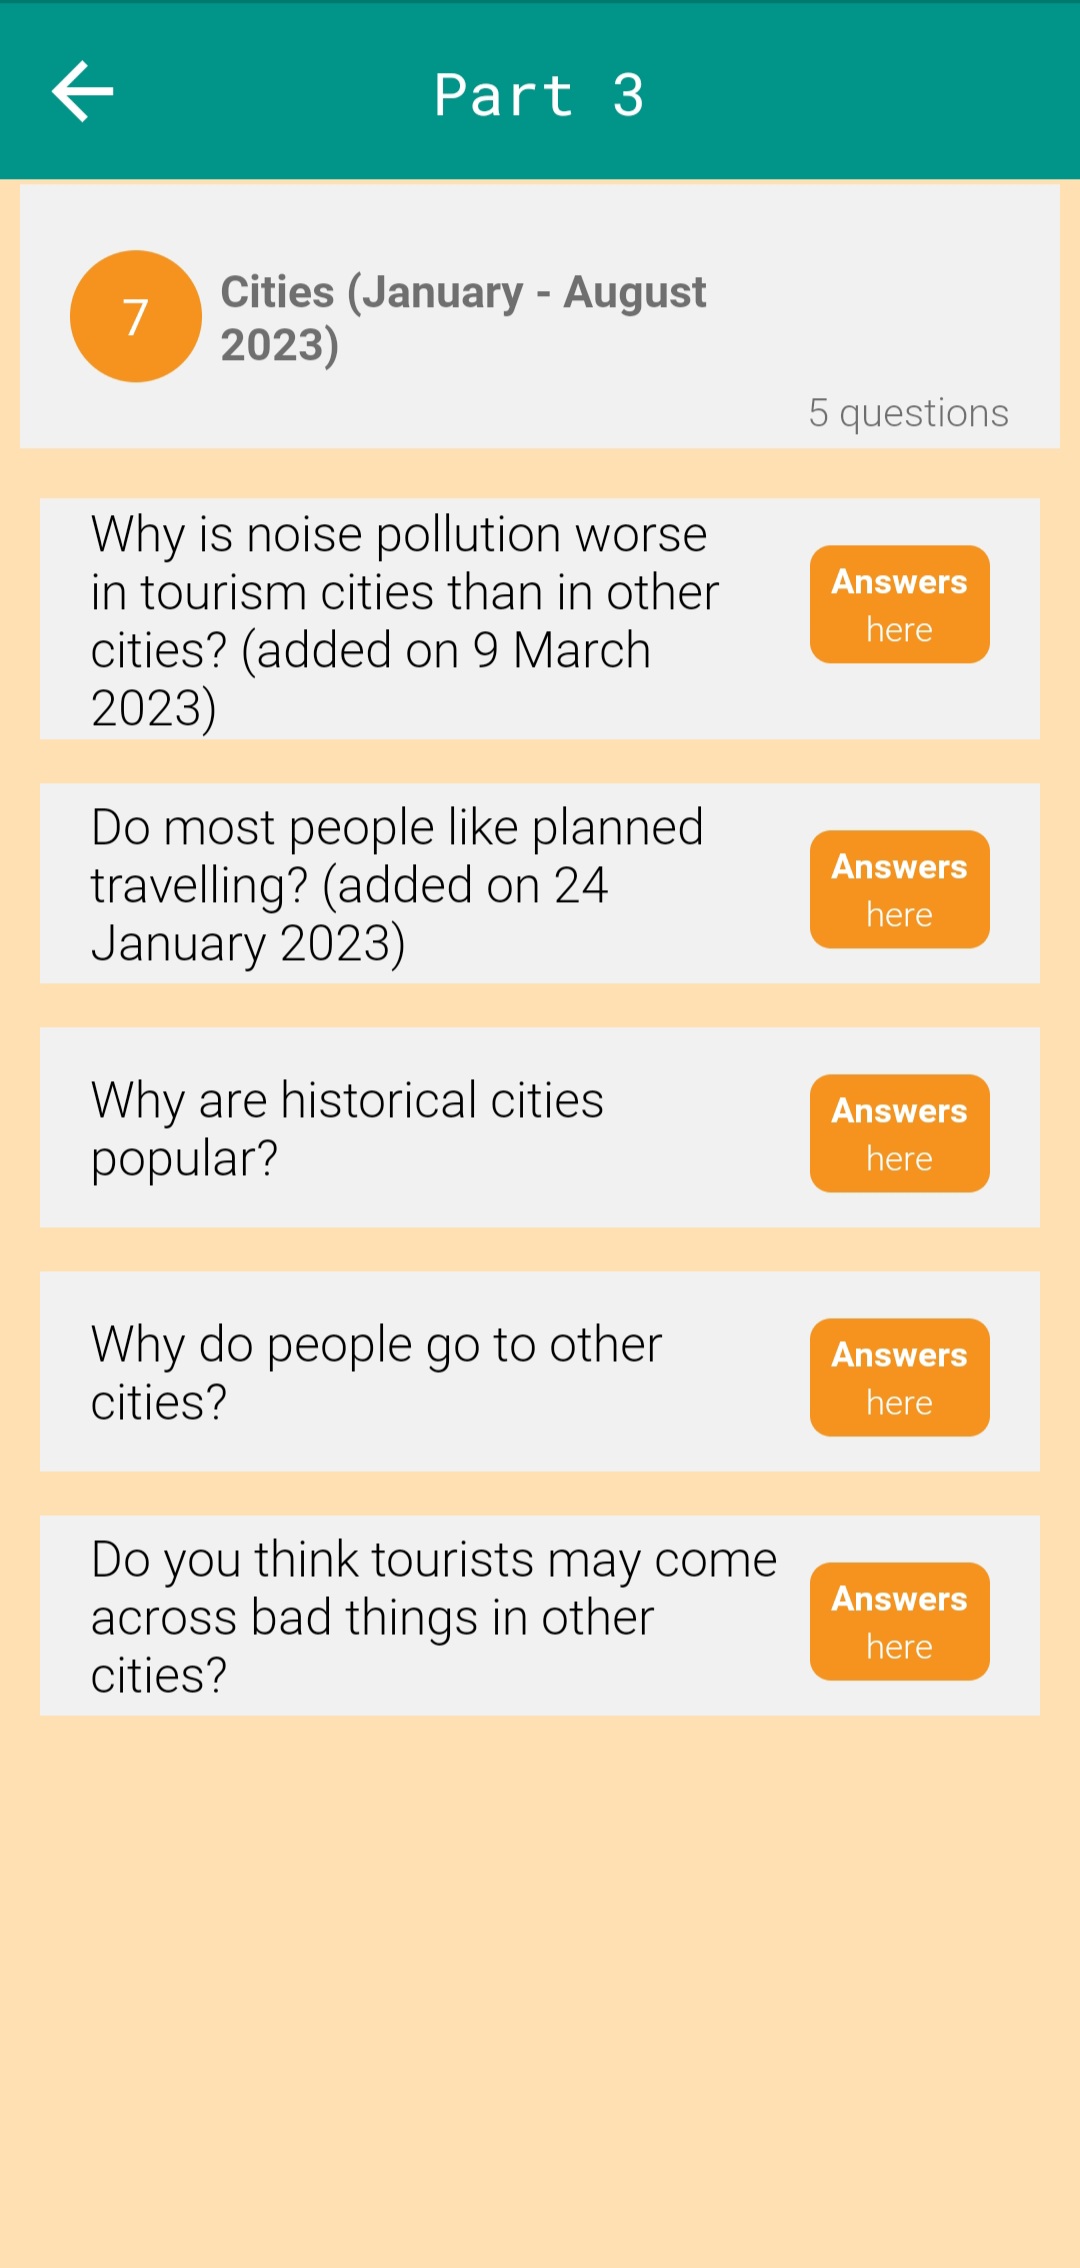 Part 3
7
Cities (January - August
2023)
5 questions
Why is noise pollution worse
in tourism cities than in other
cities? (added on 9 March
2023)
Answers
here
Do most people like planned
travelling? (added on 24
January 2023)
Answers
here
Why are historical cities
popular?
Answers
here
Why do people go to other
cities?
Answers
here
Do you think tourists may come
across bad things in other
cities?
Answers
here